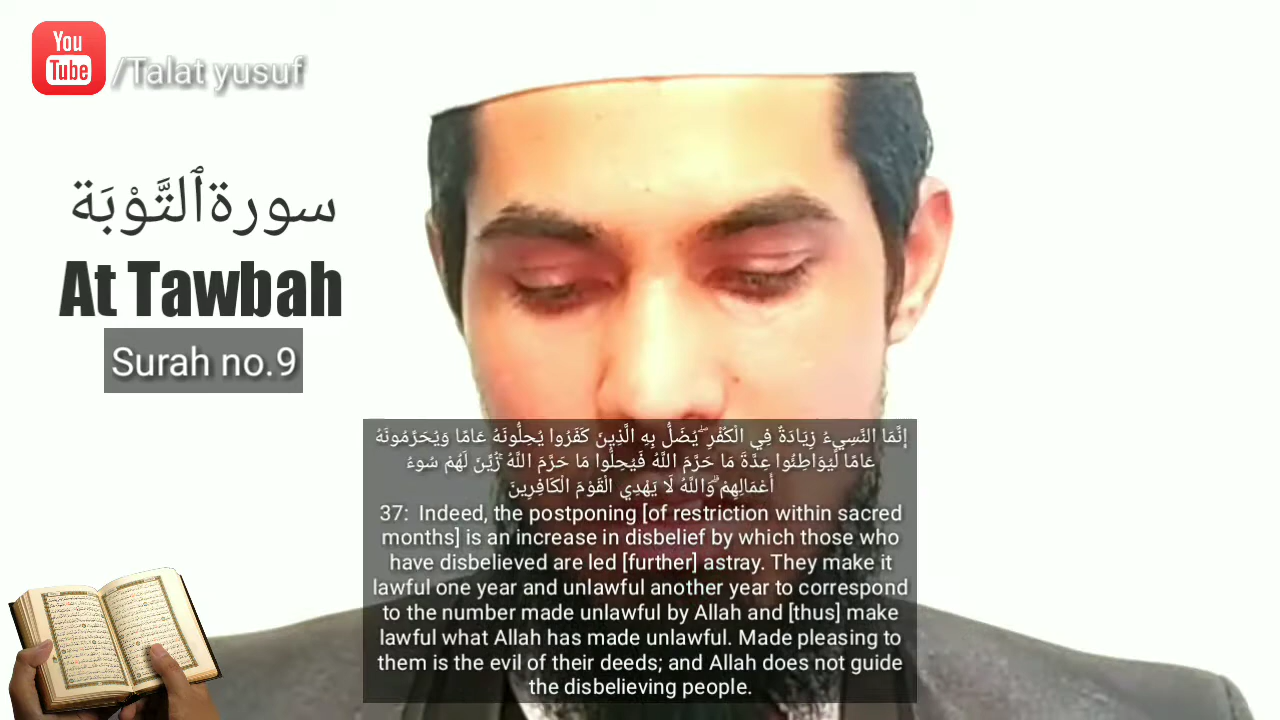 You
Tube
/Talat yusuf
سورة ٱلتَّوْبَة
At Tawbah
Surah no.9
إِنَّمَا النَّسِيءُ زِيَادَةٌ فِي الْكُفْرِ ۖ يُضَلُّ بِهِ الَّذِينَ كَفَرُوا يُحِلُّونَهُ عَامًا وَيُحَرِّمُونَهُ
عَامًا لِّيُوَاطِئُوا عِدَّةَ مَا حَرَّمَ اللَّهُ فَيُحِلُّوا مَا حَرَّمَ اللَّهُ ۚ زُيِّنَ لَهُمْ سُوءُ
أَعْمَالِهِمْ ۗ وَاللَّهُ لَا يَهْدِي الْقَوْمَ الْكَافِرِينَ
37: Indeed, the postponing [of restriction within sacred
months] is an increase in disbelief by which those who
have disbelieved are led [further] astray. They make it
lawful one year and unlawful another year to correspond
to the number made unlawful by Allah and [thus] make
lawful what Allah has made unlawful. Made pleasing to
them is the evil of their deeds; and Allah does not guide
the disbelieving people.